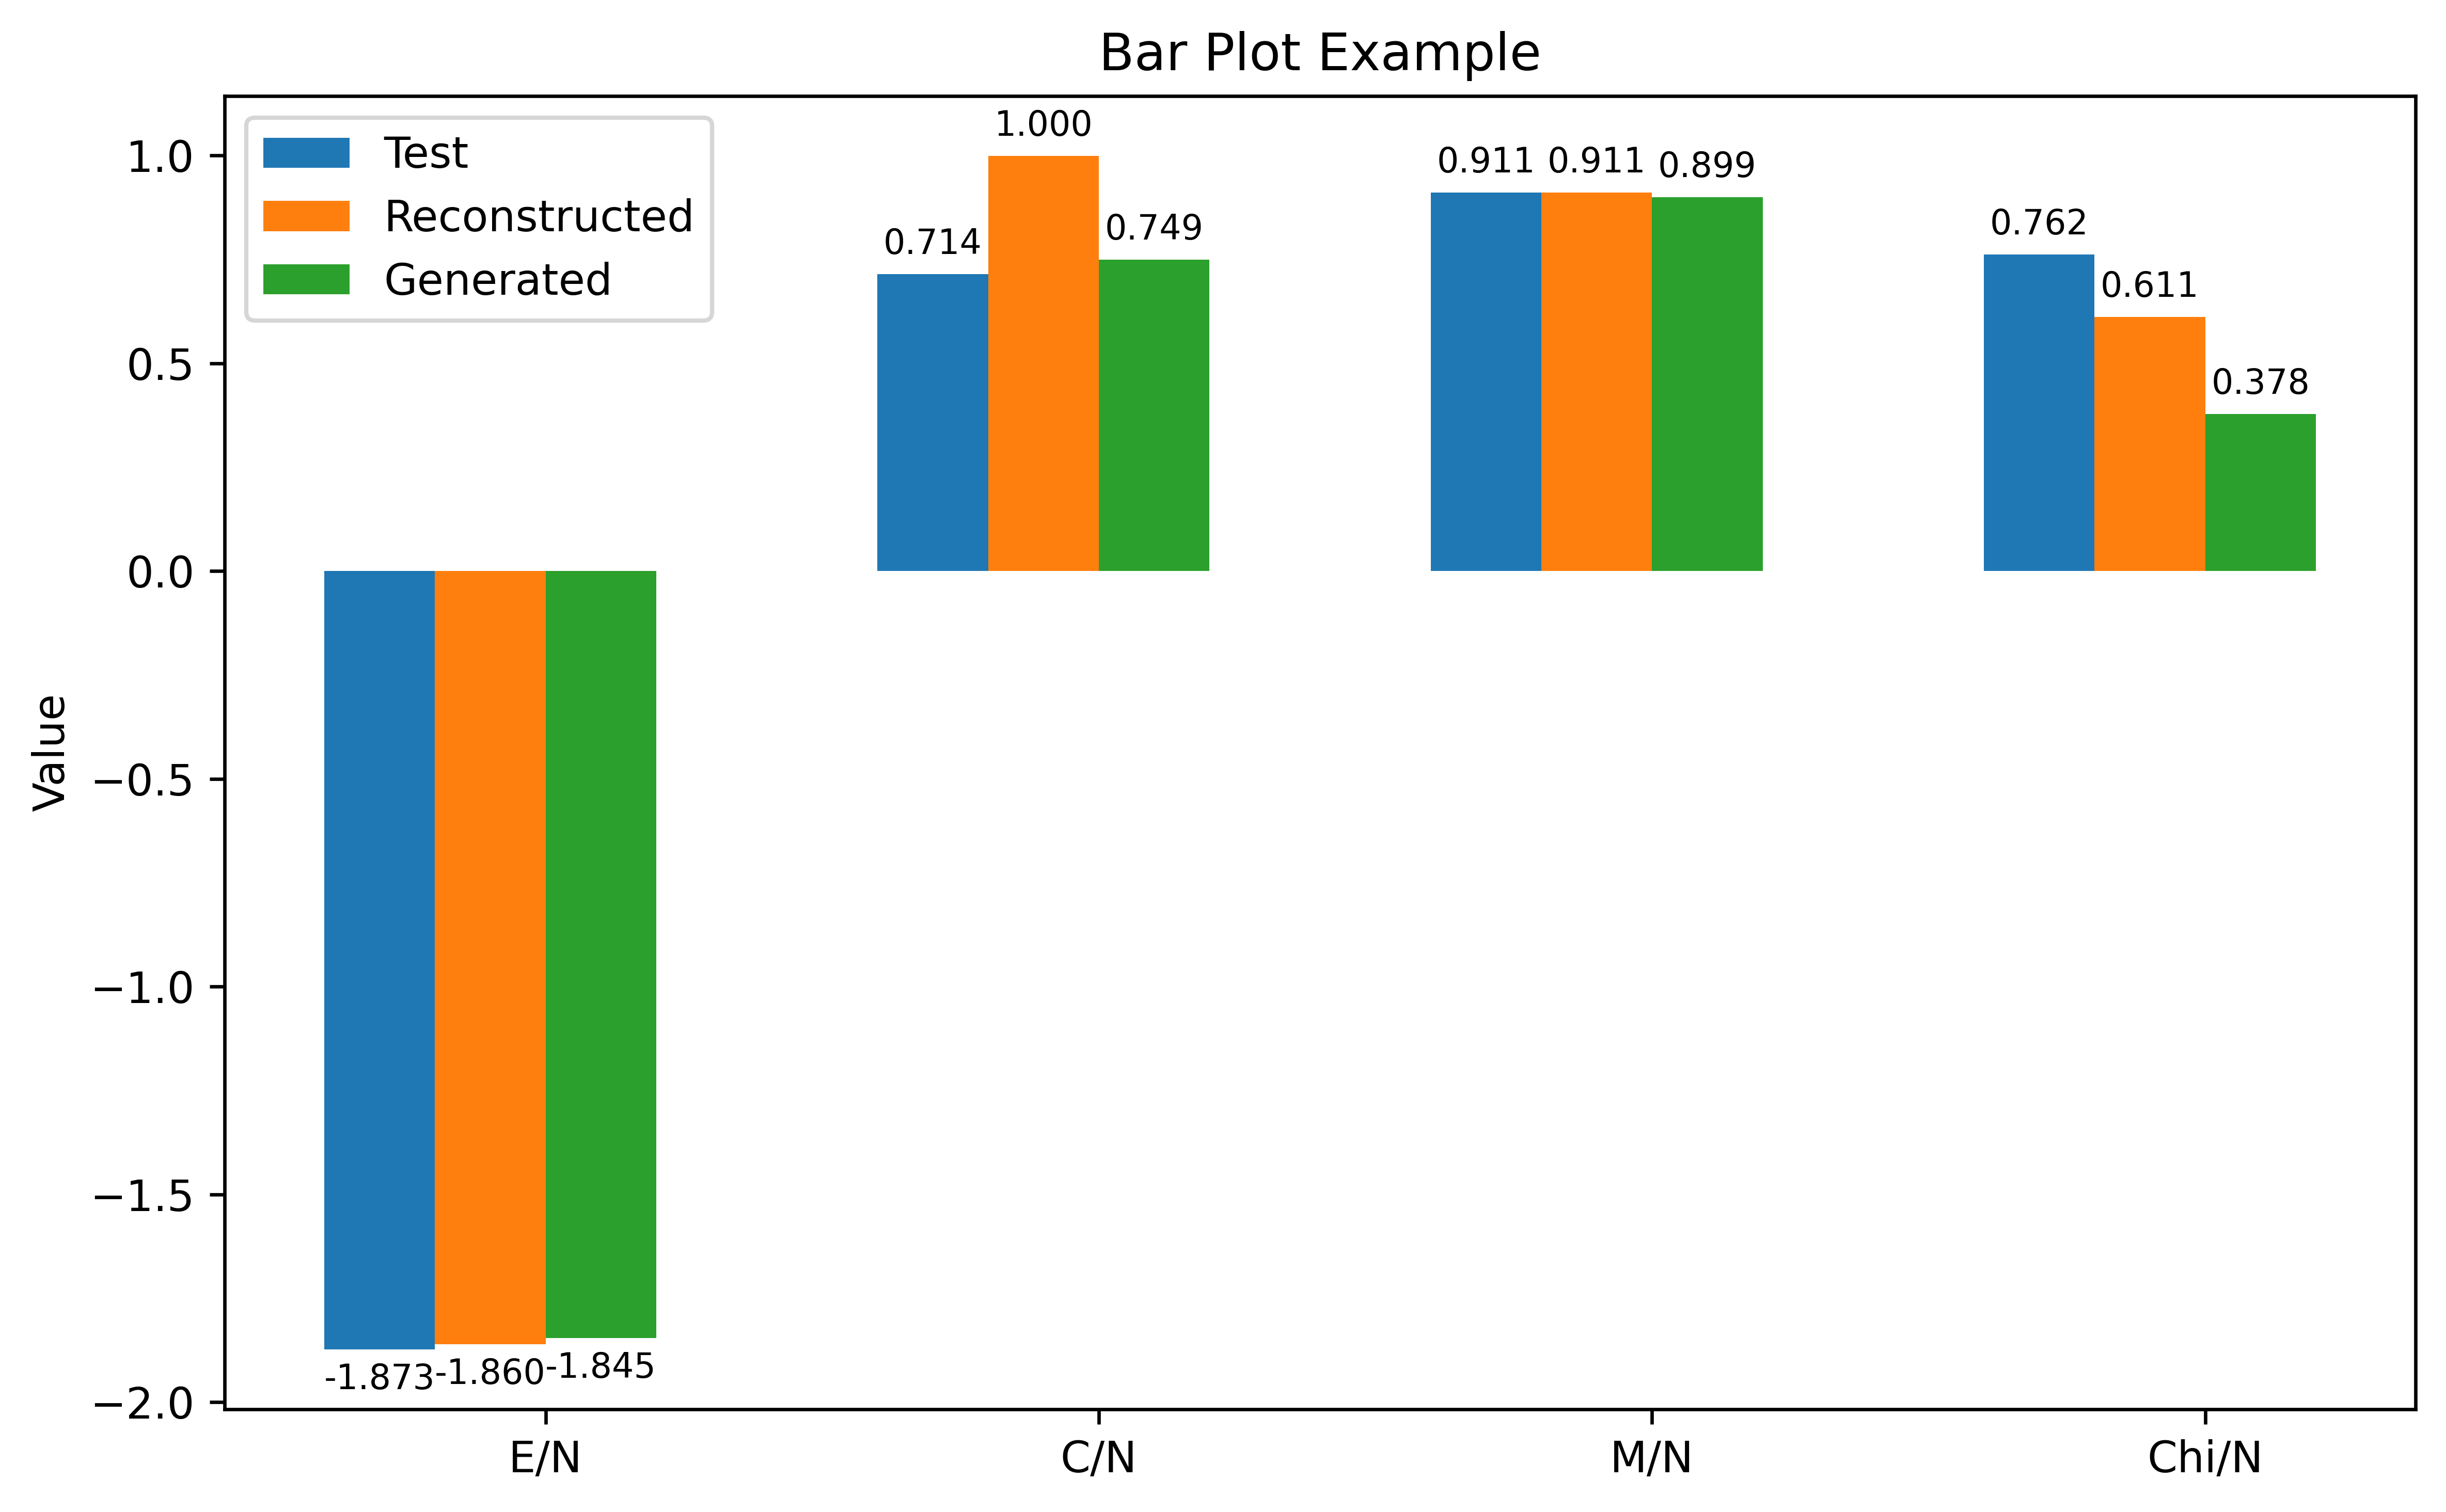 Bar Plot Example
Test
Reconstructed
Generated
Value
1.0
0.5
0.0
−0.5
−1.0
−1.5
−2.0
-1.873
-1.860
-1.845
0.714
1.000
0.749
0.911
0.911
0.899
0.762
0.611
0.378
E/N
C/N
M/N
Chi/N